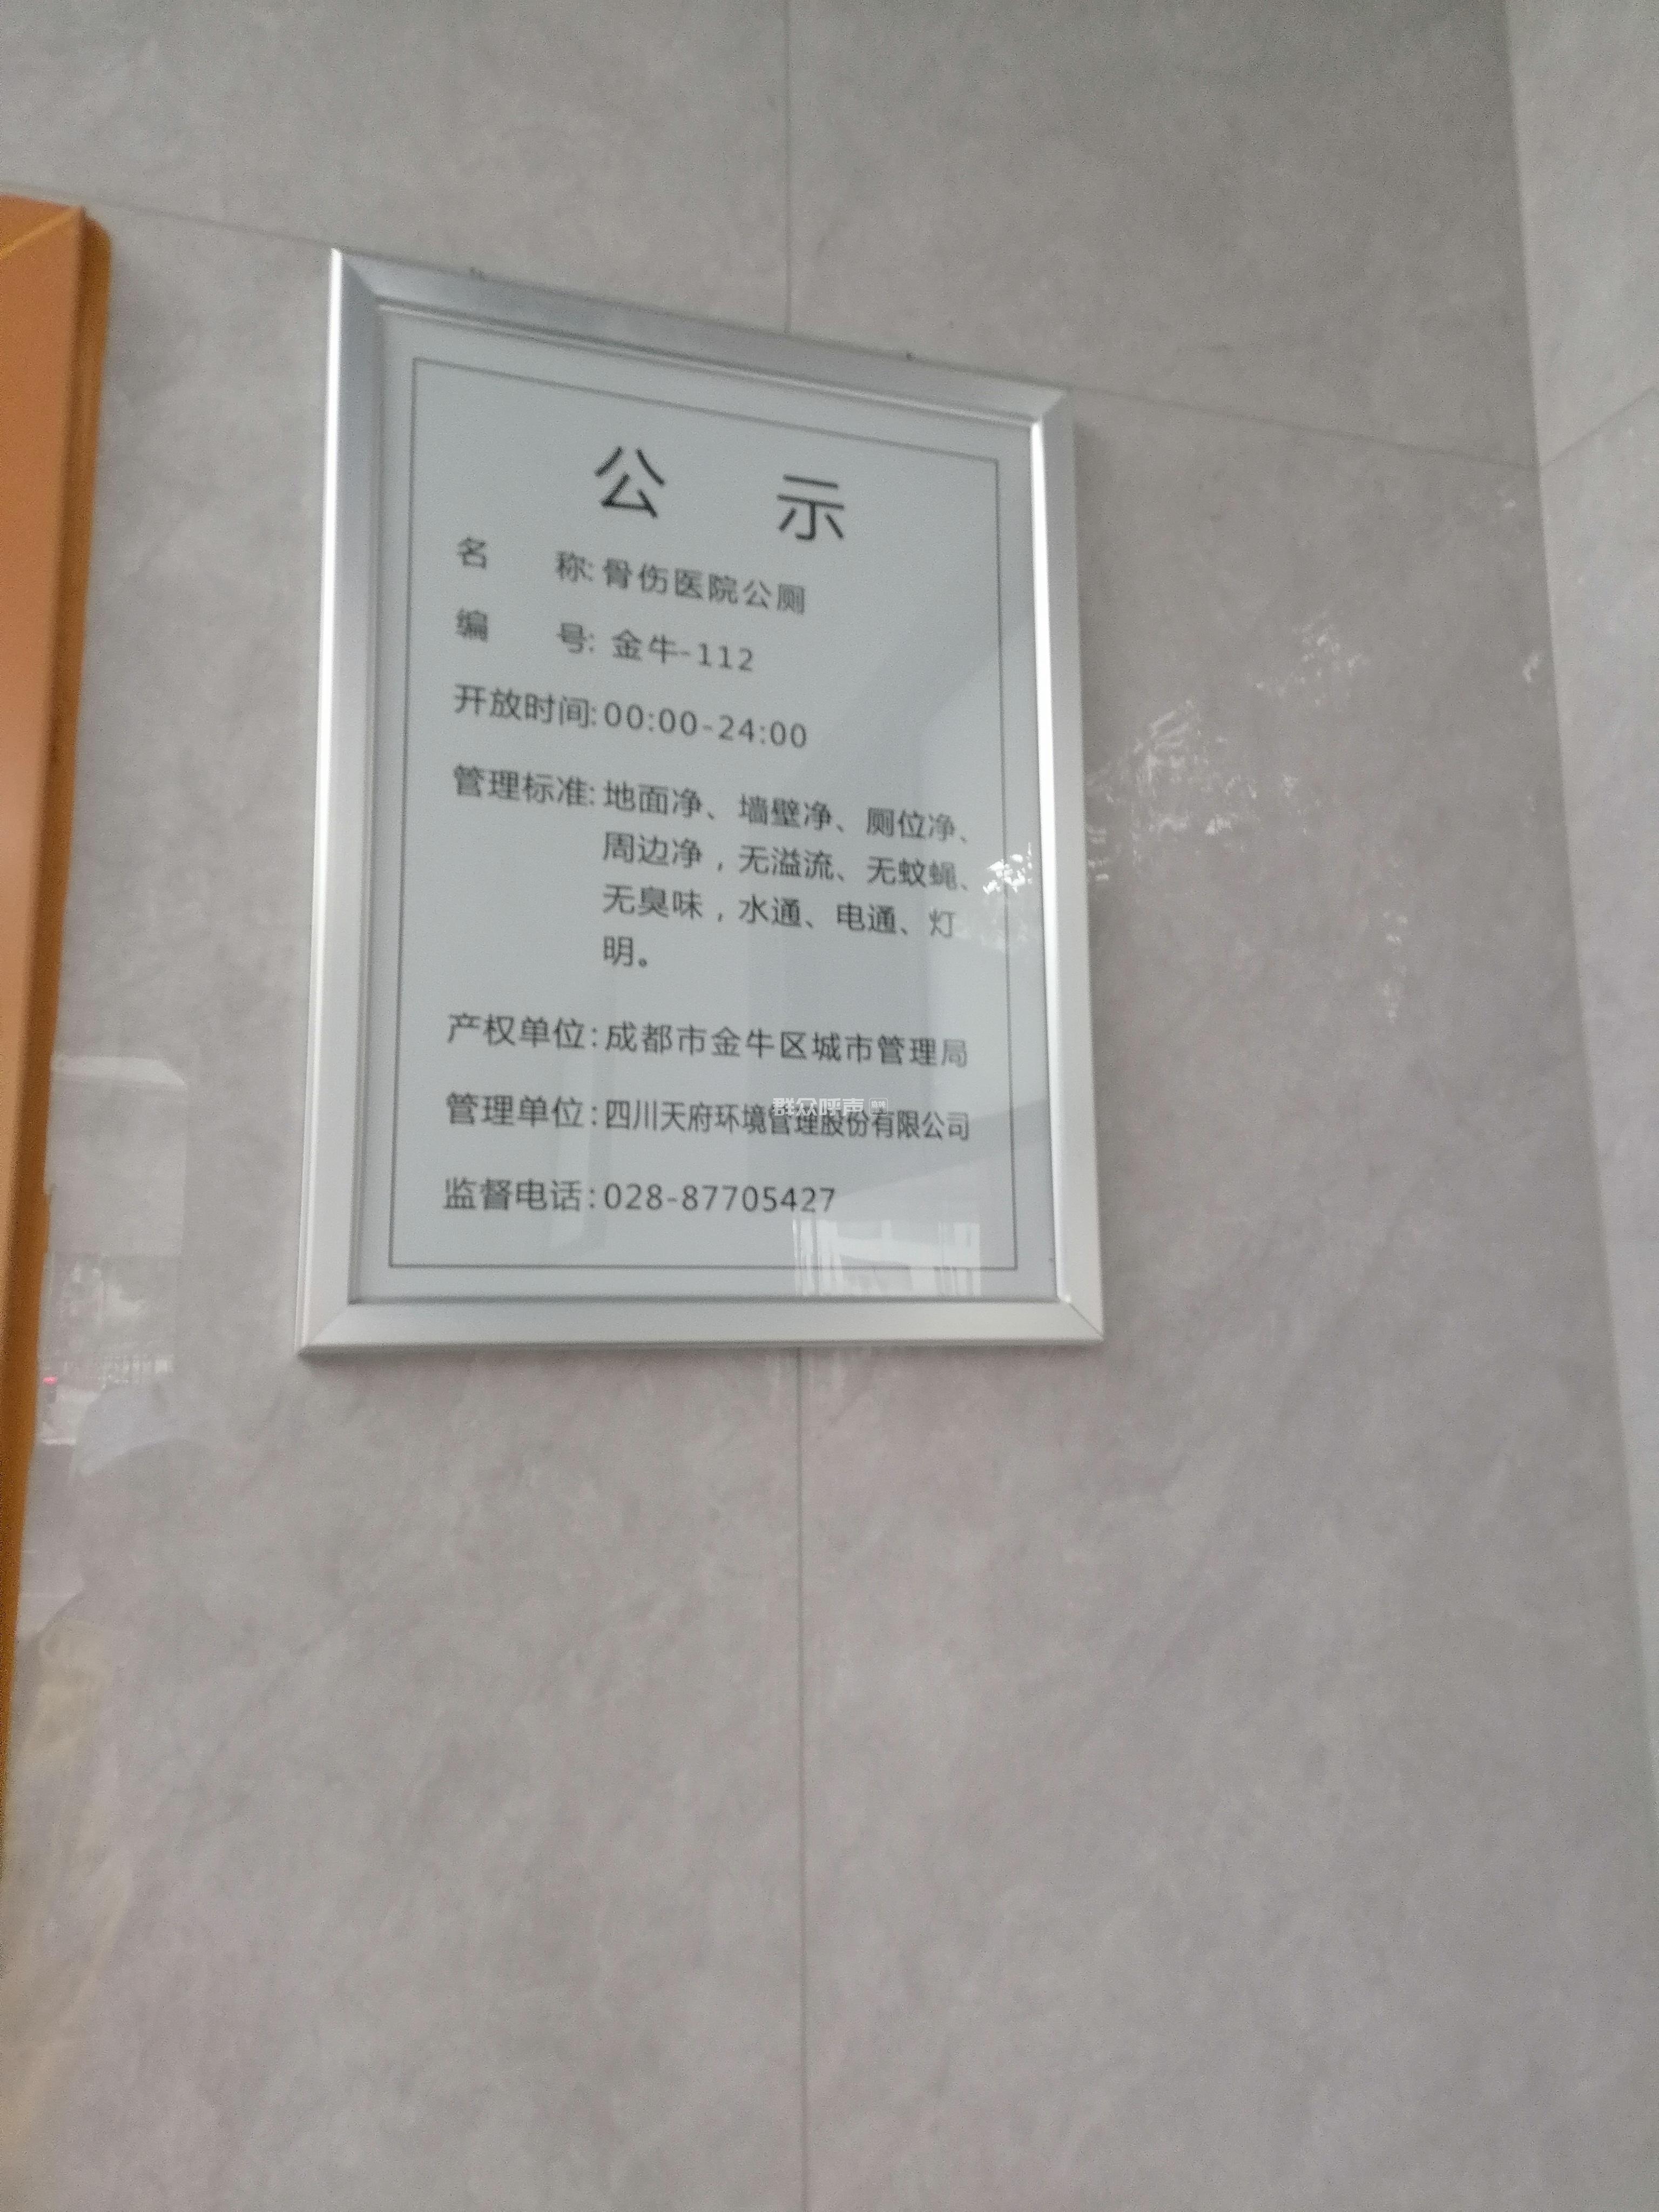 公 示
名 称:骨伤医院公厕
编 号: 金牛-112
开放时间:00:00-24:00
管理标准:地面净、墙壁净、厕位净、
周边净，无溢流、无蚊蝇、
无臭味，水通、电通、灯
明。
产权单位:成都市金牛区城市管理局
群众呼声
管理单位:四川天府环境管理股份有限公司
监督电话:028-87705427